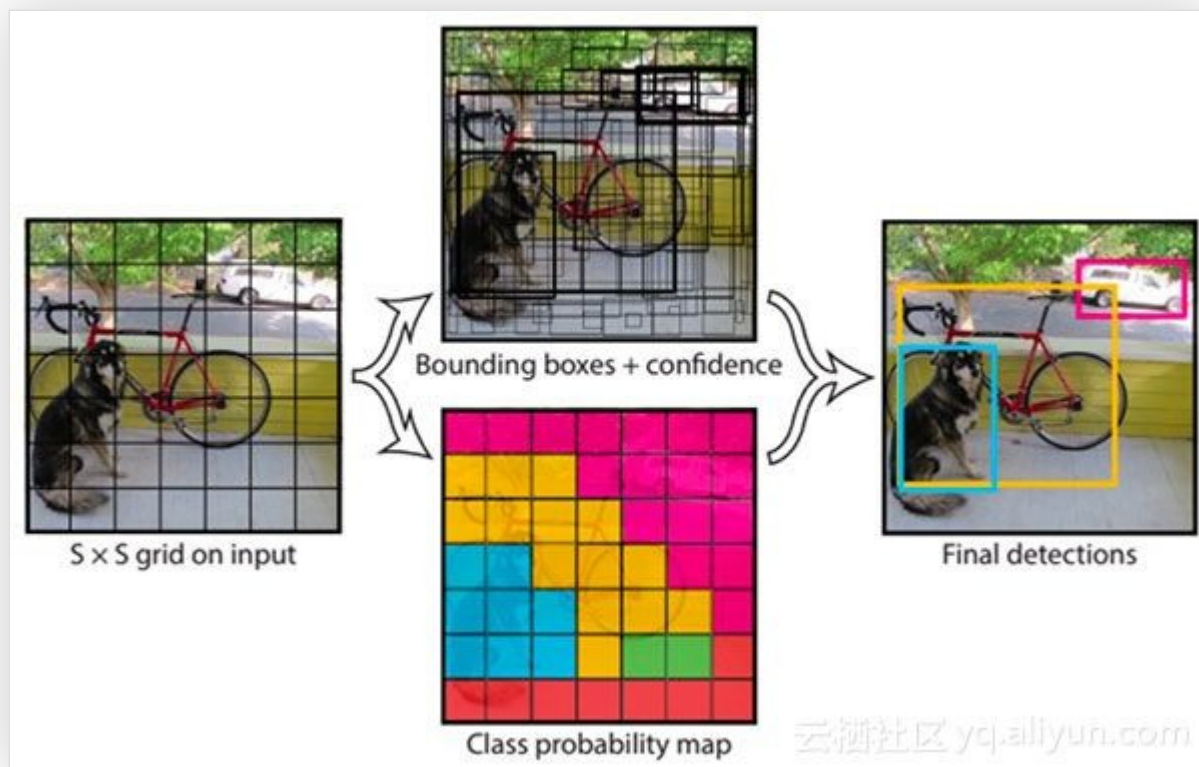 Bounding boxes + confidence
S × S grid on input
Final detections
Class probability map
云栖社区 yq.aliyun.com